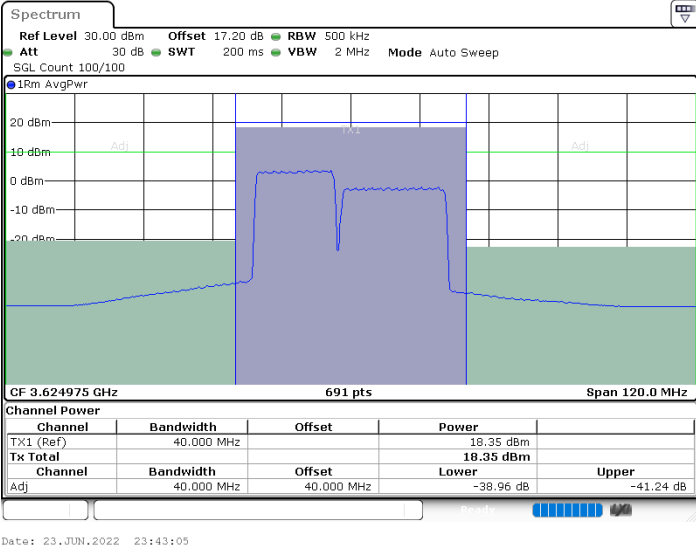 Spectrum
Ref Level 30.00 dBm Offset 17.20 dB RBW 500 kHz
Att 30 dB SWT 200 ms VBW 2 MHz Mode Auto Sweep
SGL Count 100/100
1Rm AvgPwr
20 dBm
TX1
Adj Adj
10 dBm
0 dBm
-10 dBm
-20 dBm
CF 3.624975 GHz 691 pts Span 120.0 MHz
Channel Power
Channel Bandwidth Offset Power
TX1 (Ref) 40.000 MHz 18.35 dBm
Tx Total 18.35 dBm
Channel Bandwidth Offset Lower Upper
Adj 40.000 MHz 40.000 MHz -38.96 dB -41.24 dB
Ready
Date: 23.JUN.2022 23:43:05